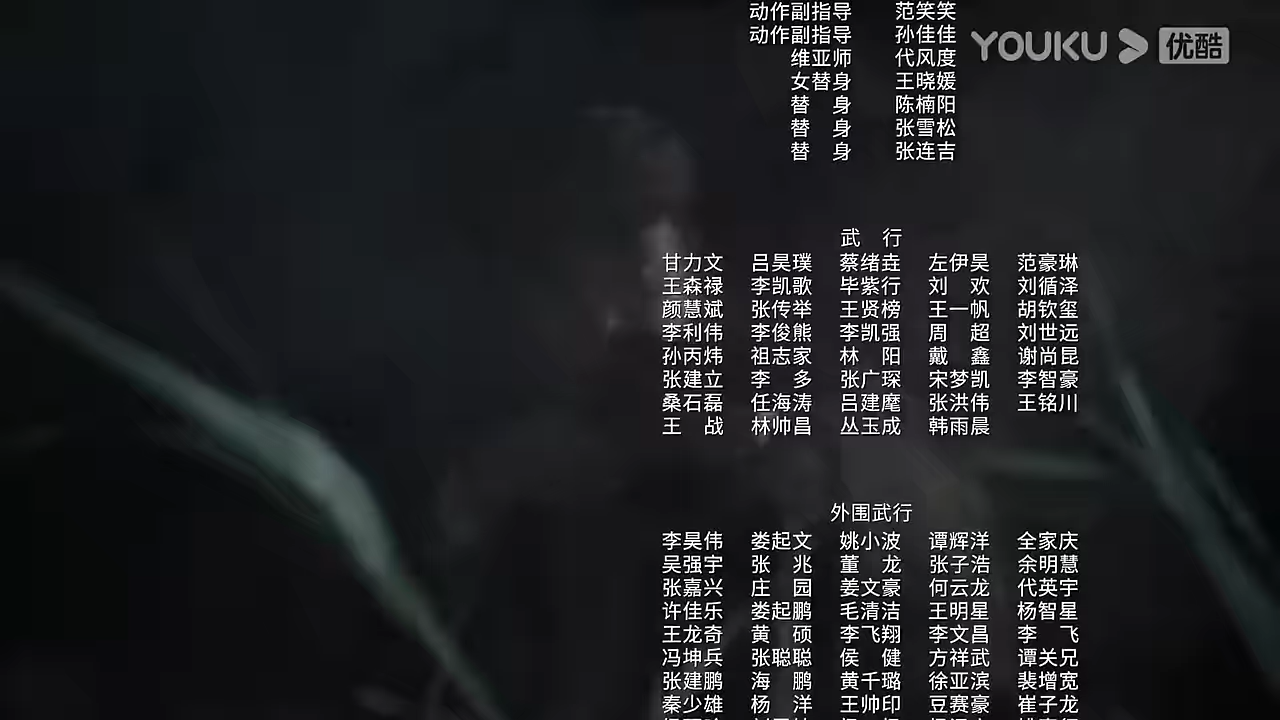 动作副指导 范笑笑
YOUKU 优酷
动作副指导 孙佳佳
维亚师 代风度
女替身 王晓媛
替 身 陈楠阳
替 身 张雪松
替 身 张连吉
武 行
甘力文 吕昊璞 蔡绪垚 左伊昊 范豪琳
王森禄 李凯歌 毕紫行 刘 欢 刘循泽
颜慧斌 张传举 王贤榜 王一帆 胡钦玺
李利伟 李俊熊 李凯强 周 超 刘世远
孙丙炜 祖志家 林 阳 戴 鑫 谢尚昆
张建立 李 多 张广琛 宋梦凯 李智豪
桑石磊 任海涛 吕建麾 张洪伟 王铭川
王 战 林帅昌 丛玉成 韩雨晨
外围武行
李昊伟 娄起文 姚小波 谭辉洋 全家庆
吴强宇 张 兆 董 龙 张子浩 余明慧
张嘉兴 庄 园 姜文豪 何云龙 代英宇
许佳乐 娄起鹏 毛清洁 王明星 杨智星
王龙奇 黄 硕 李飞翔 李文昌 李 飞
冯坤兵 张聪聪 侯 健 方祥武 谭关兄
张建鹏 海 鹏 黄千璐 徐亚滨 裴增宽
秦少雄 杨 洋 王帅印 豆赛豪 崔子龙